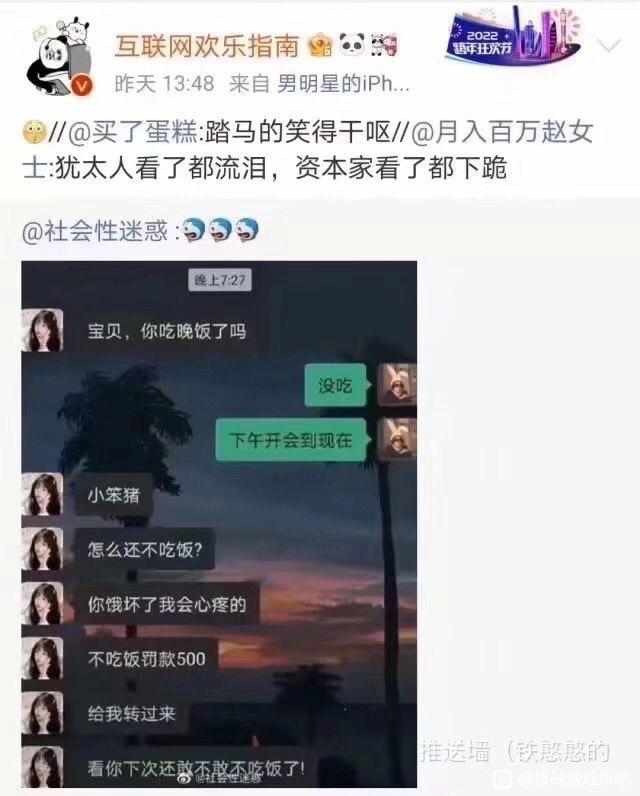 互联网欢乐指南
昨天 13:48 来自 男明星的iPh...
2022
//@买了蛋糕:踏马的笑得干呕//@月入百万赵女
士:犹太人看了都流泪，资本家看了都下跪
@社会性迷惑:
晚上7:27
宝贝，你吃晚饭了吗
没吃
下午开会到现在
小笨猪
怎么还不吃饭?
你饿坏了我会心疼的
不吃饭罚款500
给我转过来
看你下次还敢不敢不吃饭了!
@社会性迷惑
推送墙（铁憨憨的